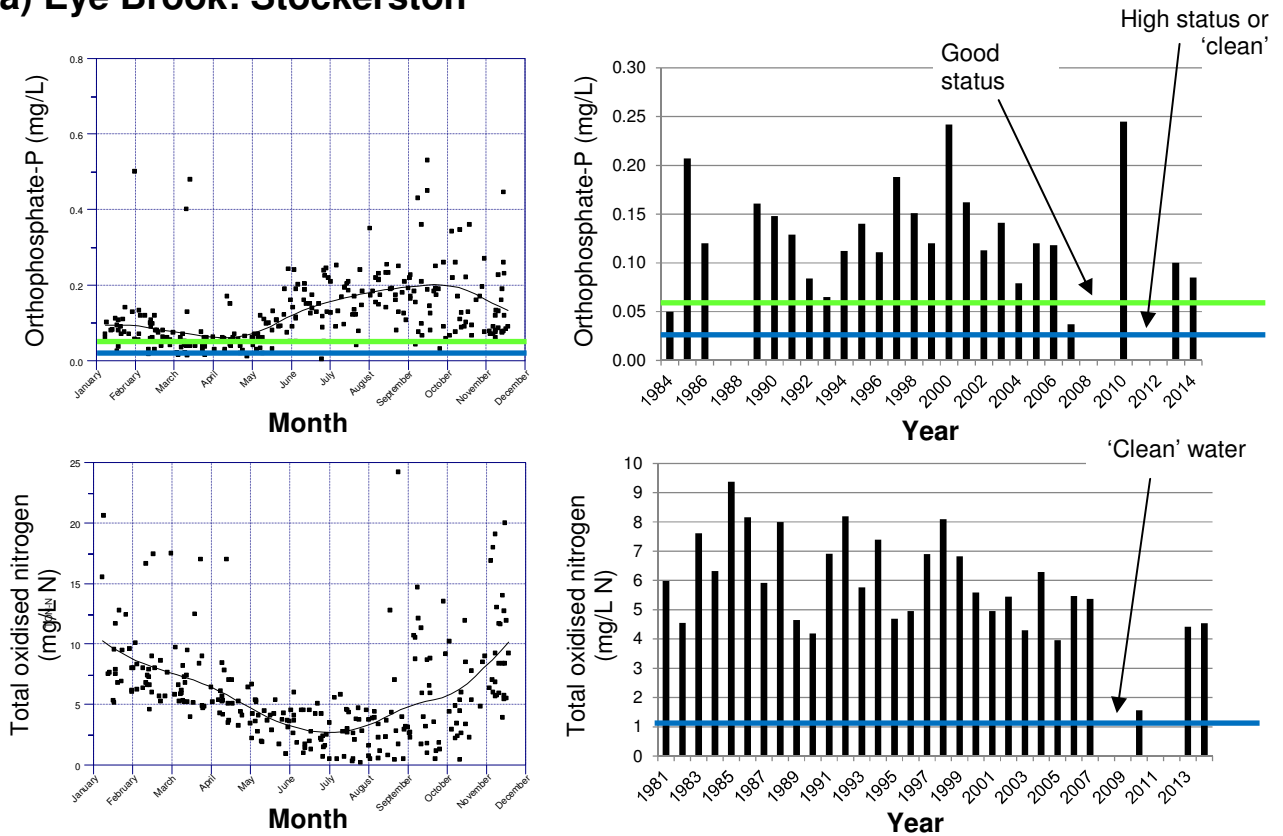 a) Eye Brook: Stockerston
High status or
‘clean’
Good
status
Orthophosphate-P (mg/L)
0.8
0.6
0.4
0.2
0.0
January
February
March
April
May
June
July
August
September
October
November
December
Month
Orthophosphate-P (mg/L)
0.30
0.25
0.20
0.15
0.10
0.05
0.00
1984
1986
1988
1990
1992
1994
1996
1998
2000
2002
2004
2006
2008
2010
2012
2014
Year
Total oxidised nitrogen
(mg/L N)
25
20
15
10
5
0
January
February
March
April
May
June
July
August
September
October
November
December
Month
‘Clean’ water
Total oxidised nitrogen
(mg/L N)
10
9
8
7
6
5
4
3
2
1
0
1981
1983
1985
1987
1989
1991
1993
1995
1997
1999
2001
2003
2005
2007
2009
2011
2013
Year